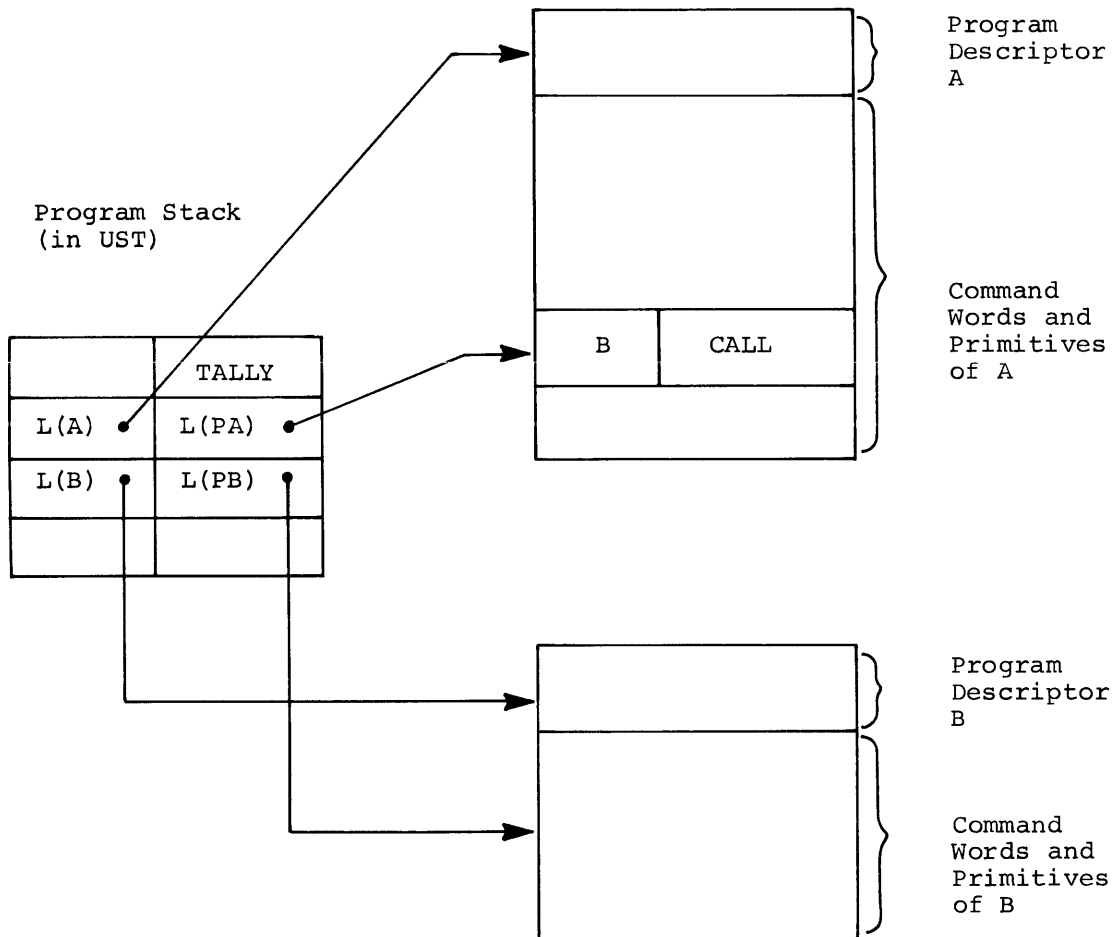 Program
Descriptor
A
Program Stack
(in UST)
Command
Words and
Primitives
of A
B CALL
TALLY
L(A) L(PA)
L(B) L(PB)
Program
Descriptor
B
Command
Words and
Primitives
of B